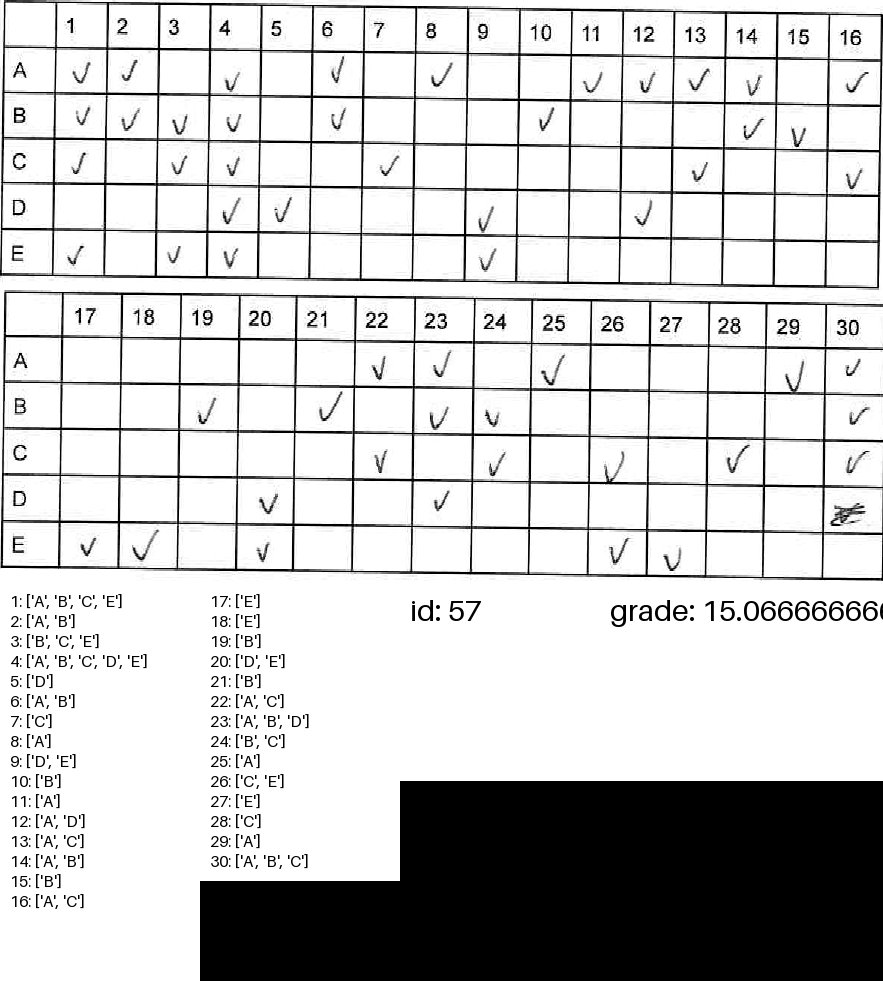 1 2 3 4 5 6 7 8 9 10 11 12 13 14 15 16
A ✓ ✓ ✓ ✓ ✓ ✓ ✓ ✓ ✓ ✓
B ✓ ✓ ✓ ✓ ✓ ✓ ✓ ✓
C ✓ ✓ ✓ ✓ ✓ ✓
D ✓ ✓ ✓ ✓
E ✓ ✓ ✓ ✓
17 18 19 20 21 22 23 24 25 26 27 28 29 30
A ✓ ✓ ✓ ✓ ✓
B ✓ ✓ ✓ ✓ ✓
C ✓ ✓ ✓ ✓ ✓
D ✓ ✓
E ✓ ✓ ✓ ✓ ✓
1: ['A', 'B', 'C', 'E']
2: ['A', 'B']
3: ['B', 'C', 'E']
4: ['A', 'B', 'C', 'D', 'E']
5: ['D']
6: ['A', 'B']
7: ['C']
8: ['A']
9: ['D', 'E']
10: ['B']
11: ['A']
12: ['A', 'D']
13: ['A', 'C']
14: ['A', 'B']
15: ['B']
16: ['A', 'C']
17: ['E']
18: ['E']
19: ['B']
20: ['D', 'E']
21: ['B']
22: ['A', 'C']
23: ['A', 'B', 'D']
24: ['B', 'C']
25: ['A']
26: ['C', 'E']
27: ['E']
28: ['C']
29: ['A']
30: ['A', 'B', 'C']
id: 57
grade: 15.066666666